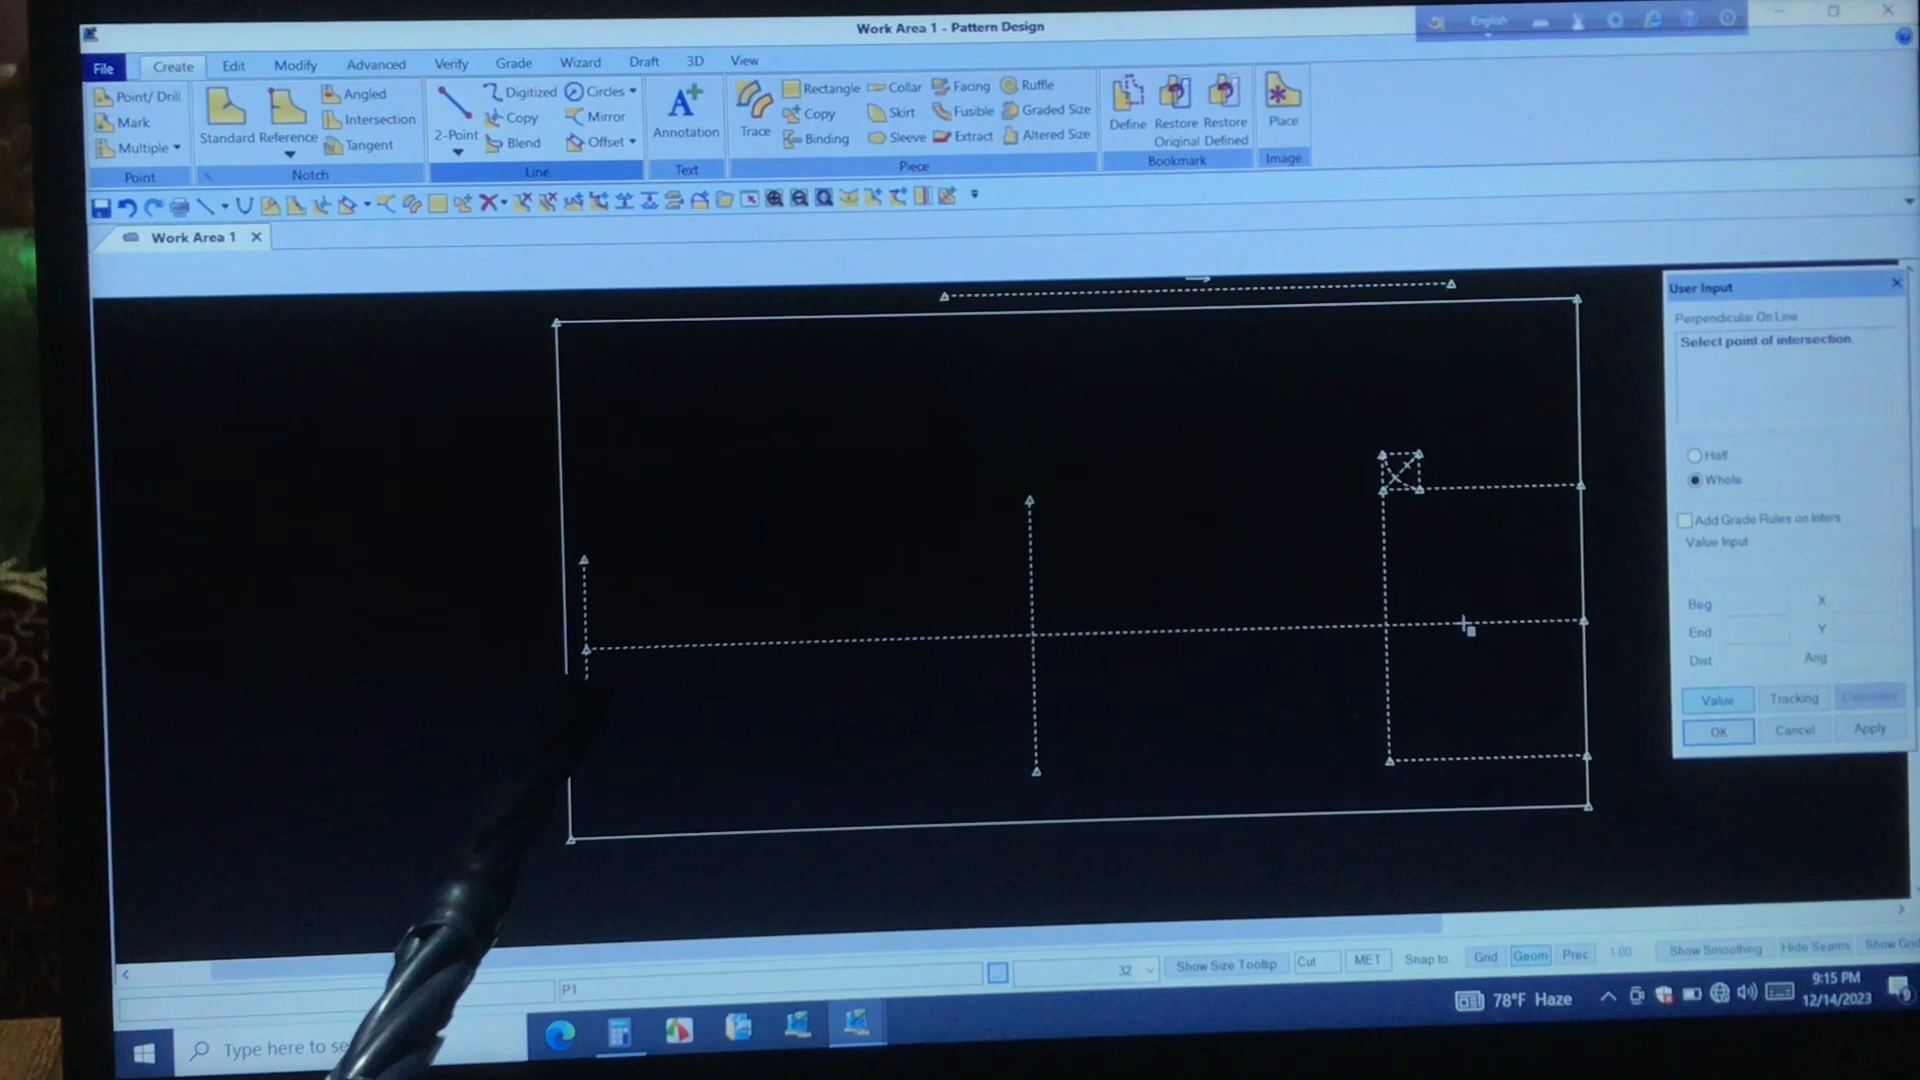 Work Area 1 - Pattern Design
English
File Create Edit Modify Advanced Verify Grade Wizard Draft 3D View
Point/ Drill
Mark
Multiple
Point
Standard Reference
Angled
Intersection
Tangent
Notch
2-Point
Digitized
Copy
Blend
Circles
Mirror
Offset
Line
Annotation
Text
Trace
Rectangle
Copy
Binding
Collar
Skirt
Sleeve
Facing
Fusible
Extract
Ruffle
Graded Size
Altered Size
Piece
Define
Restore Original
Restore Defined
Bookmark
Place
Image
Work Area 1
User Input
Perpendicular On Line
Select point of intersection
Half
Whole
Add Grade Rules on Inters
Value Input
Beg X
End Y
Dist Ang
Value Tracking
OK Cancel Apply
P1
32
Show Size Tooltip
Cut
MET
Snap to
Grid
Geom
Prec
1.00
Show Smoothing
Hide Seams
Show Grid
Type here to se
78°F Haze
9:15 PM
12/14/2023
9